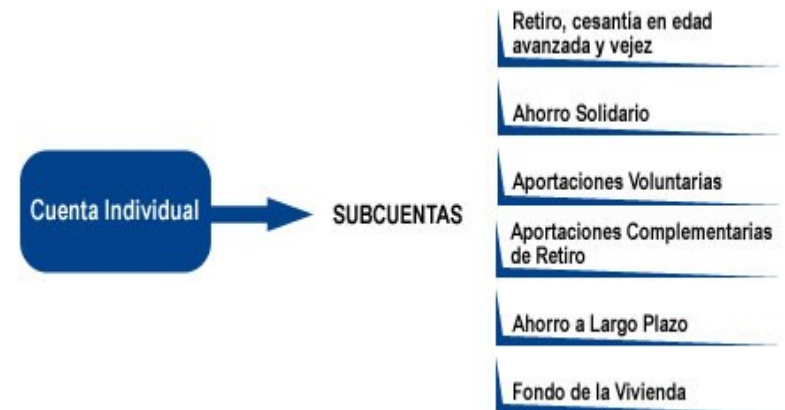 Cuenta Individual
SUBCUENTAS
Retiro, cesantía en edad
avanzada y vejez
Ahorro Solidario
Aportaciones Voluntarias
Aportaciones Complementarias
de Retiro
Ahorro a Largo Plazo
Fondo de la Vivienda